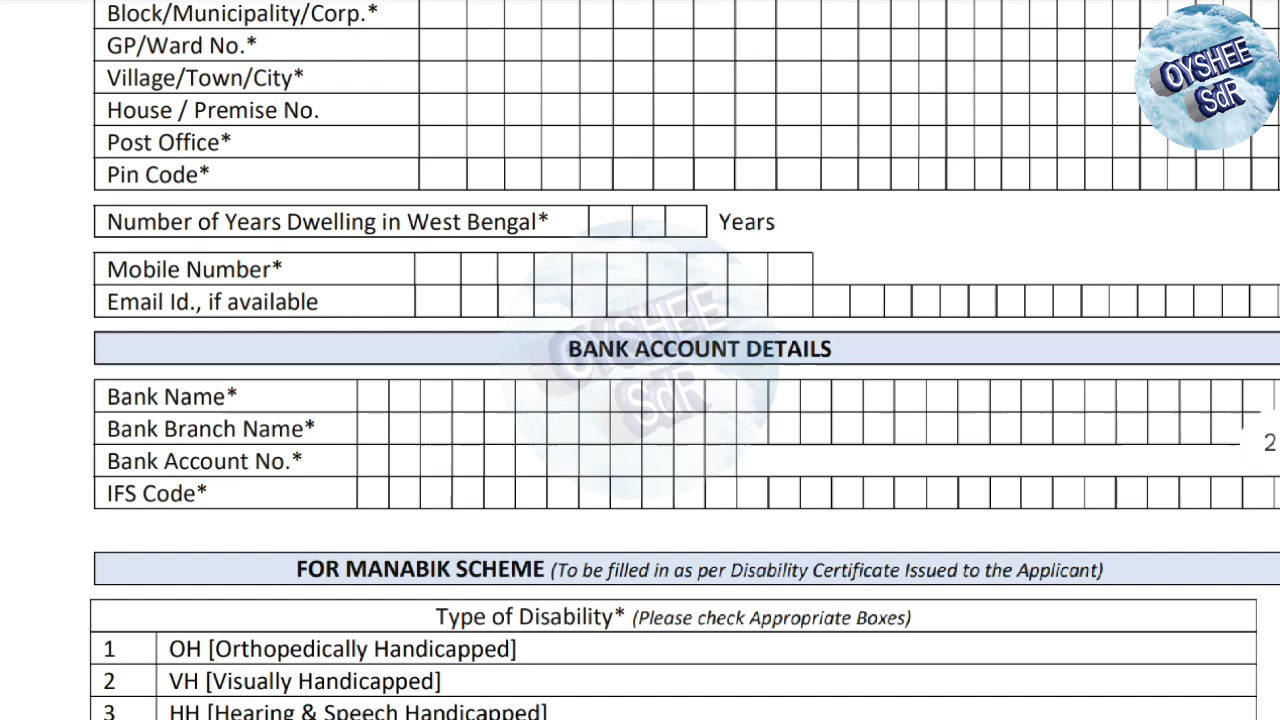 Block/Municipality/Corp.*
GP/Ward No.*
Village/Town/City*
House / Premise No.
Post Office*
Pin Code*
OYSHEE
SdR
Number of Years Dwelling in West Bengal* Years
Mobile Number*
Email Id., if available
OYSHEE
SdR
BANK ACCOUNT DETAILS
Bank Name*
Bank Branch Name*
2
Bank Account No.*
IFS Code*
FOR MANABIK SCHEME (To be filled in as per Disability Certificate Issued to the Applicant)
Type of Disability* (Please check Appropriate Boxes)
1 OH [Orthopedically Handicapped]
2 VH [Visually Handicapped]
3 HH [Hearing & Speech Handicapped]